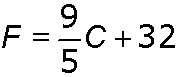 F = 9/5 C + 32